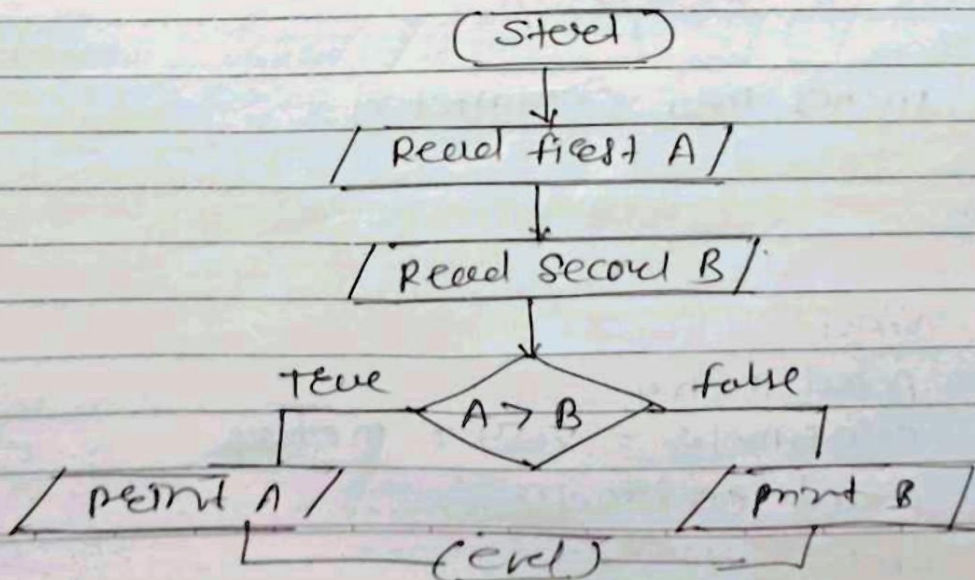 Start
Read first A
Read Second B
True false
A > B
print A print B
(end)